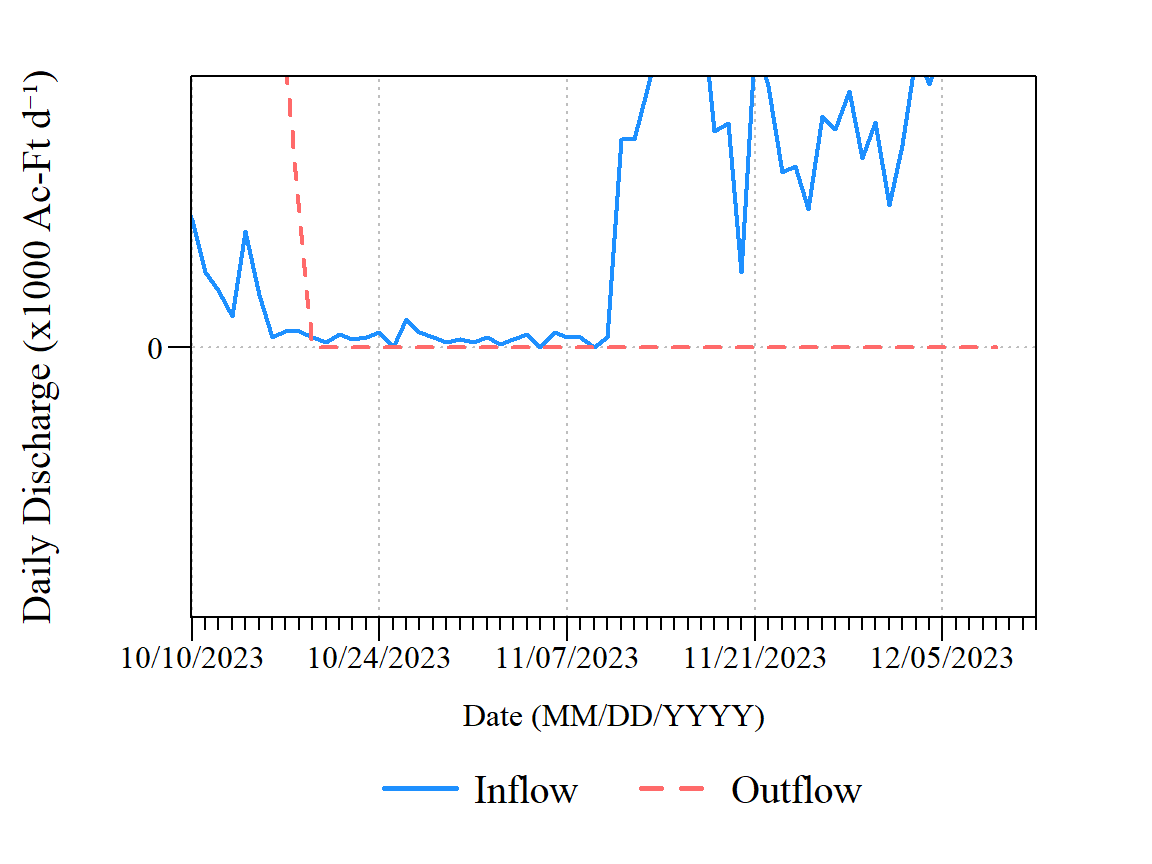 Daily Discharge (x1000 Ac-Ft d⁻¹)
0
10/10/2023 10/24/2023 11/07/2023 11/21/2023 12/05/2023
Date (MM/DD/YYYY)
Inflow Outflow